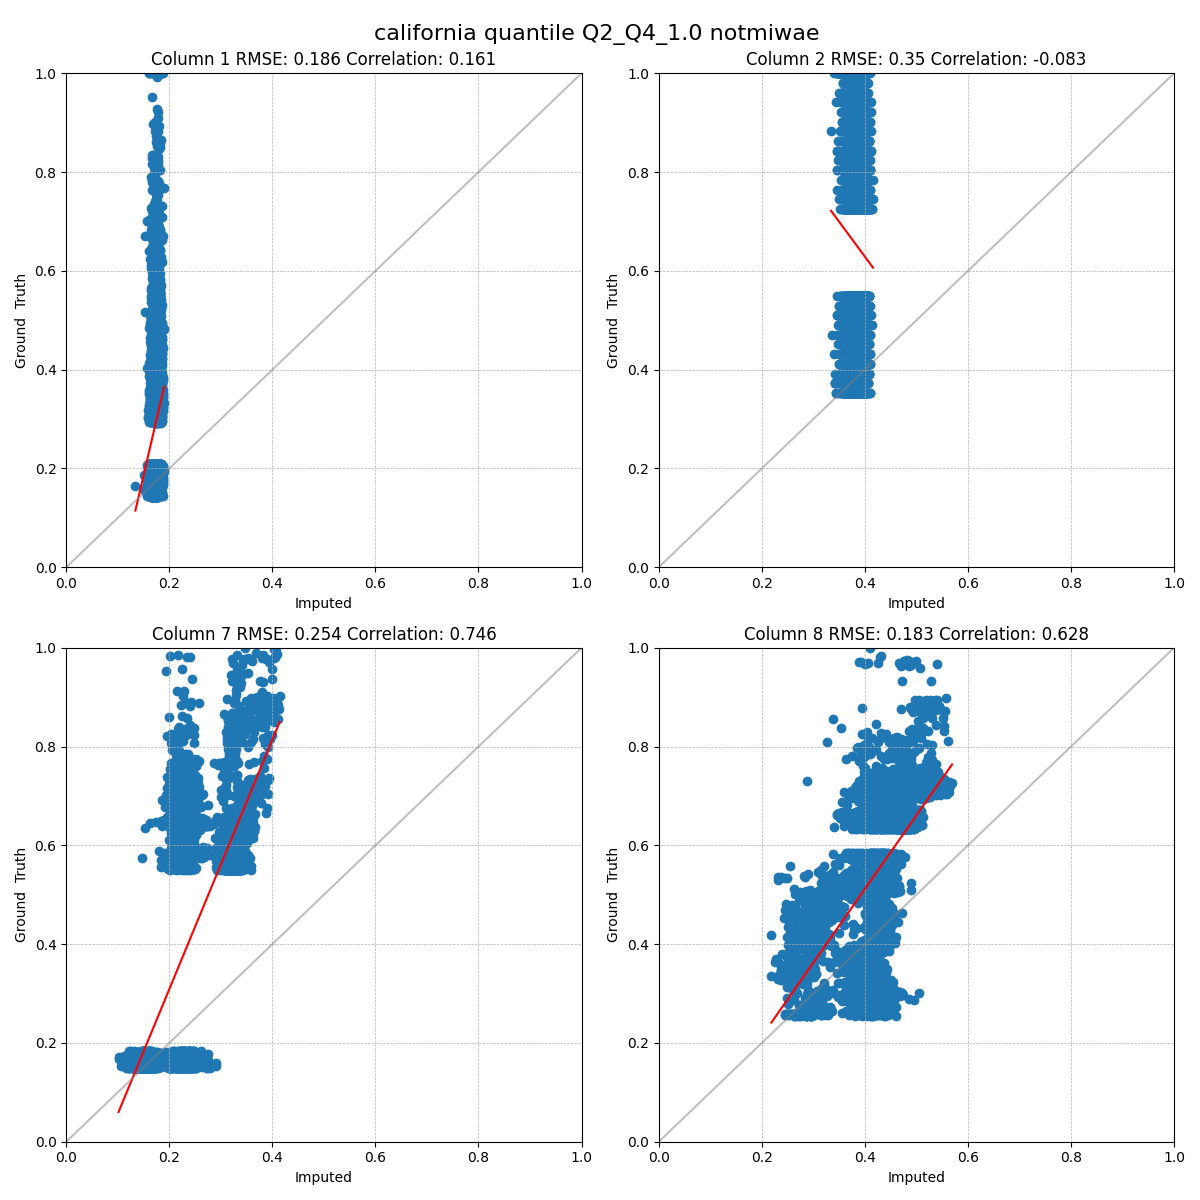 california quantile Q2_Q4_1.0 notmiwae
Column 1 RMSE: 0.186 Correlation: 0.161
1.0
0.8
0.6
0.4
0.2
0.0
Ground Truth
0.0 0.2 0.4 0.6 0.8 1.0
Imputed
Column 2 RMSE: 0.35 Correlation: -0.083
1.0
0.8
0.6
0.4
0.2
0.0
Ground Truth
0.0 0.2 0.4 0.6 0.8 1.0
Imputed
Column 7 RMSE: 0.254 Correlation: 0.746
1.0
0.8
0.6
0.4
0.2
0.0
Ground Truth
0.0 0.2 0.4 0.6 0.8 1.0
Imputed
Column 8 RMSE: 0.183 Correlation: 0.628
1.0
0.8
0.6
0.4
0.2
0.0
Ground Truth
0.0 0.2 0.4 0.6 0.8 1.0
Imputed